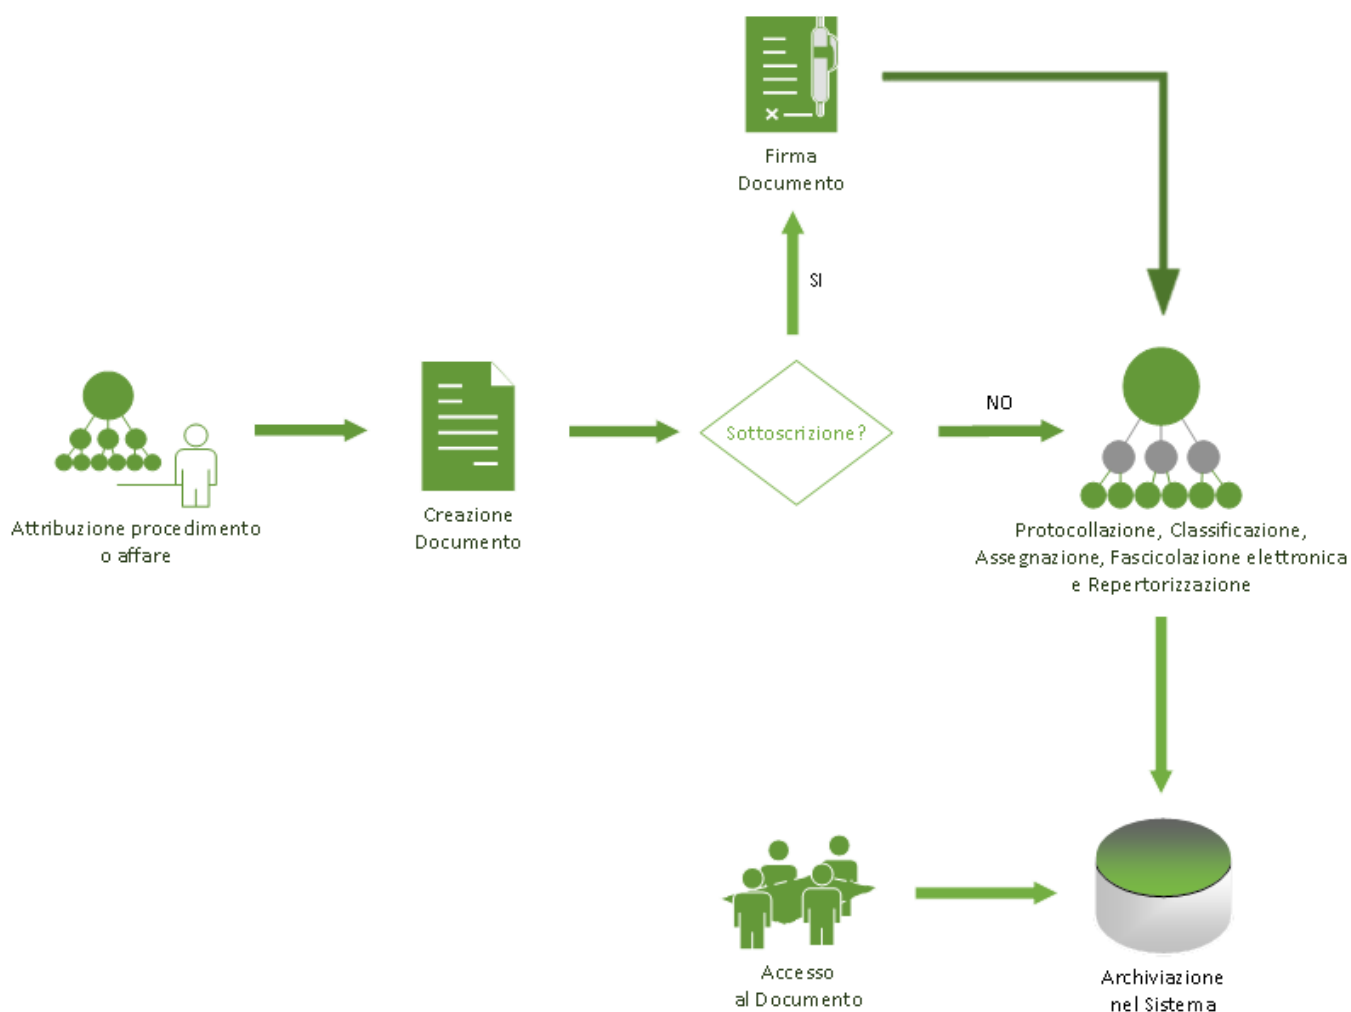 Firma
Documento
SI
NO
Sottoscrizione?
Attribuzione procedimento
o affare
Creazione
Documento
Protocollazione, Classificazione,
Assegnazione, Fascicolazione elettronica
e Repertorizzazione
Accesso
al Documento
Archiviazione
nel Sistema